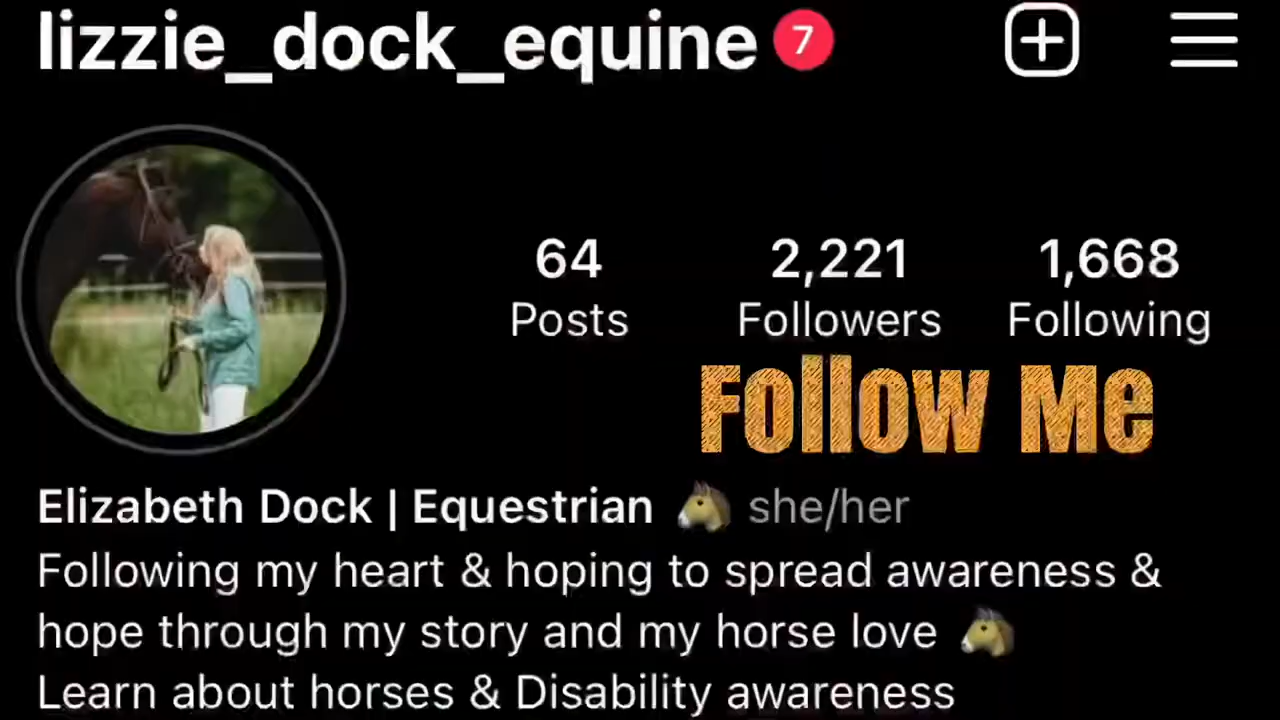 lizzie_dock_equine 7
64 2,221 1,668
Posts Followers Following
Follow Me
Elizabeth Dock | Equestrian 🐴 she/her
Following my heart & hoping to spread awareness &
hope through my story and my horse love 🐴
Learn about horses & Disability awareness